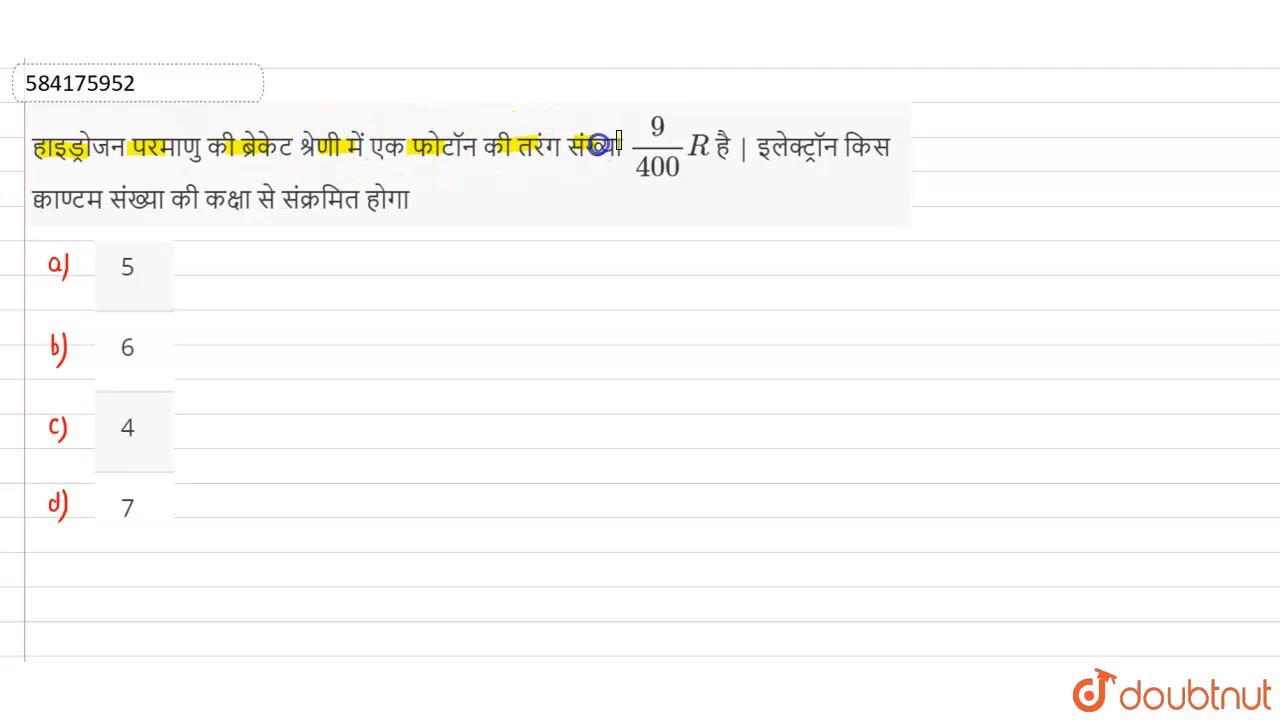 584175952
हाइड्रोजन परमाणु की ब्रेकेट श्रेणी में एक फोटॉन की तरंग संख्या 9/400 R है | इलेक्ट्रॉन किस
क्वाण्टम संख्या की कक्षा से संक्रमित होगा
a) 5
b) 6
c) 4
d) 7
doubtnut